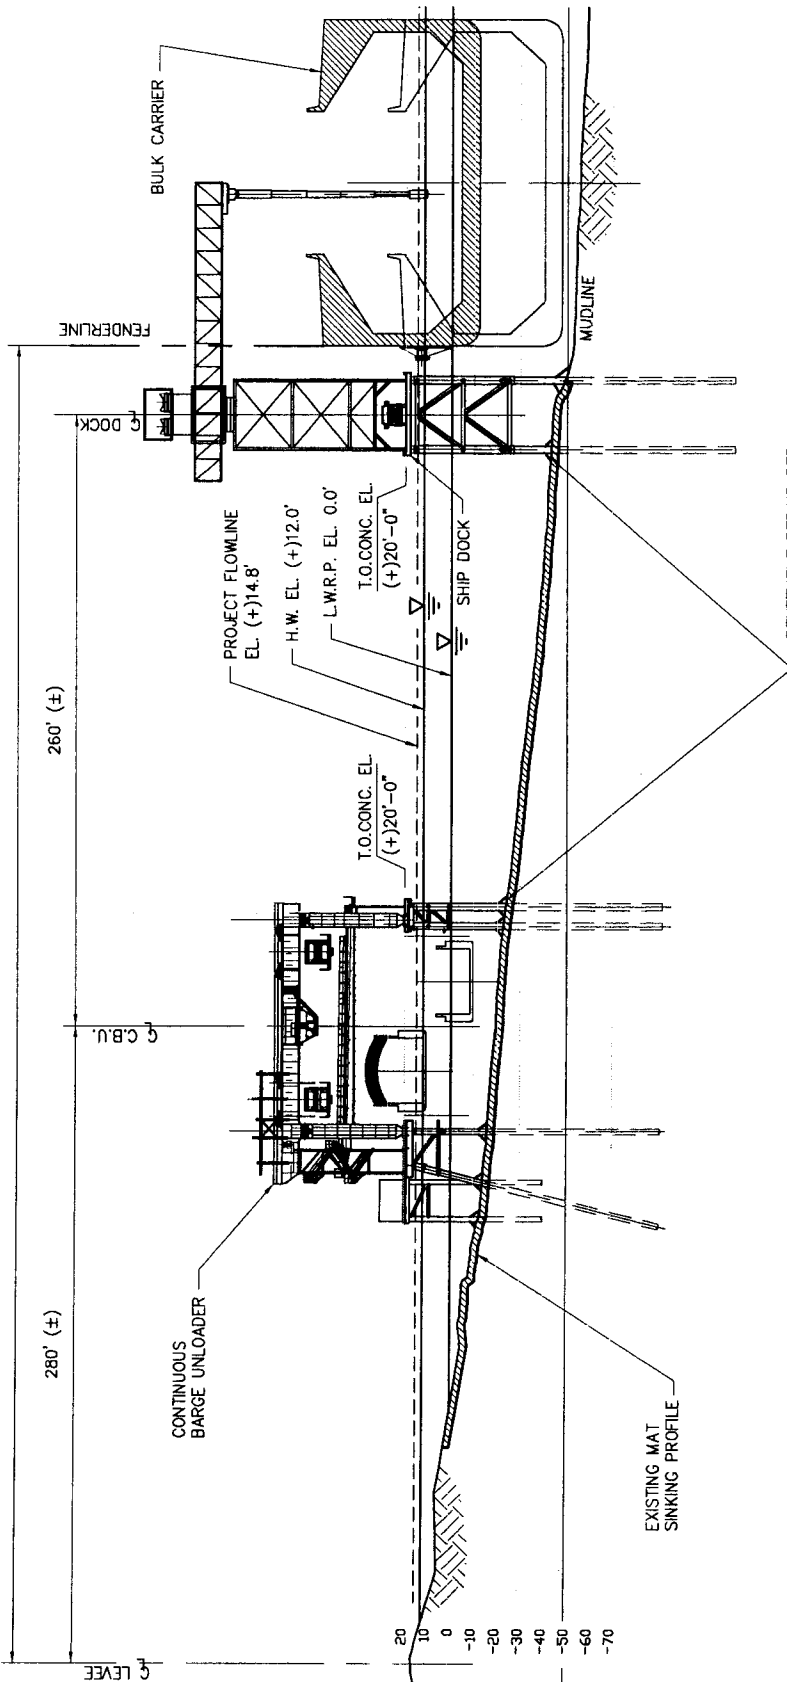 BULK CARRIER
FENDERLINE
℄ DOCK
MUDLINE
PROJECT FLOWLINE
EL. (+)14.8'
H.W. EL. (+)12.0'
L.W.R.P. EL. 0.0'
T.O.CONC. EL.
(+)20'-0"
SHIP DOCK
260' (±)
T.O.CONC. EL.
(+)20'-0"
℄ C.B.U.
280' (±)
CONTINUOUS
BARGE UNLOADER
EXISTING MAT
SINKING PROFILE
℄ LEVEE
20
10
0
-10
-20
-30
-40
-50
-60
-70